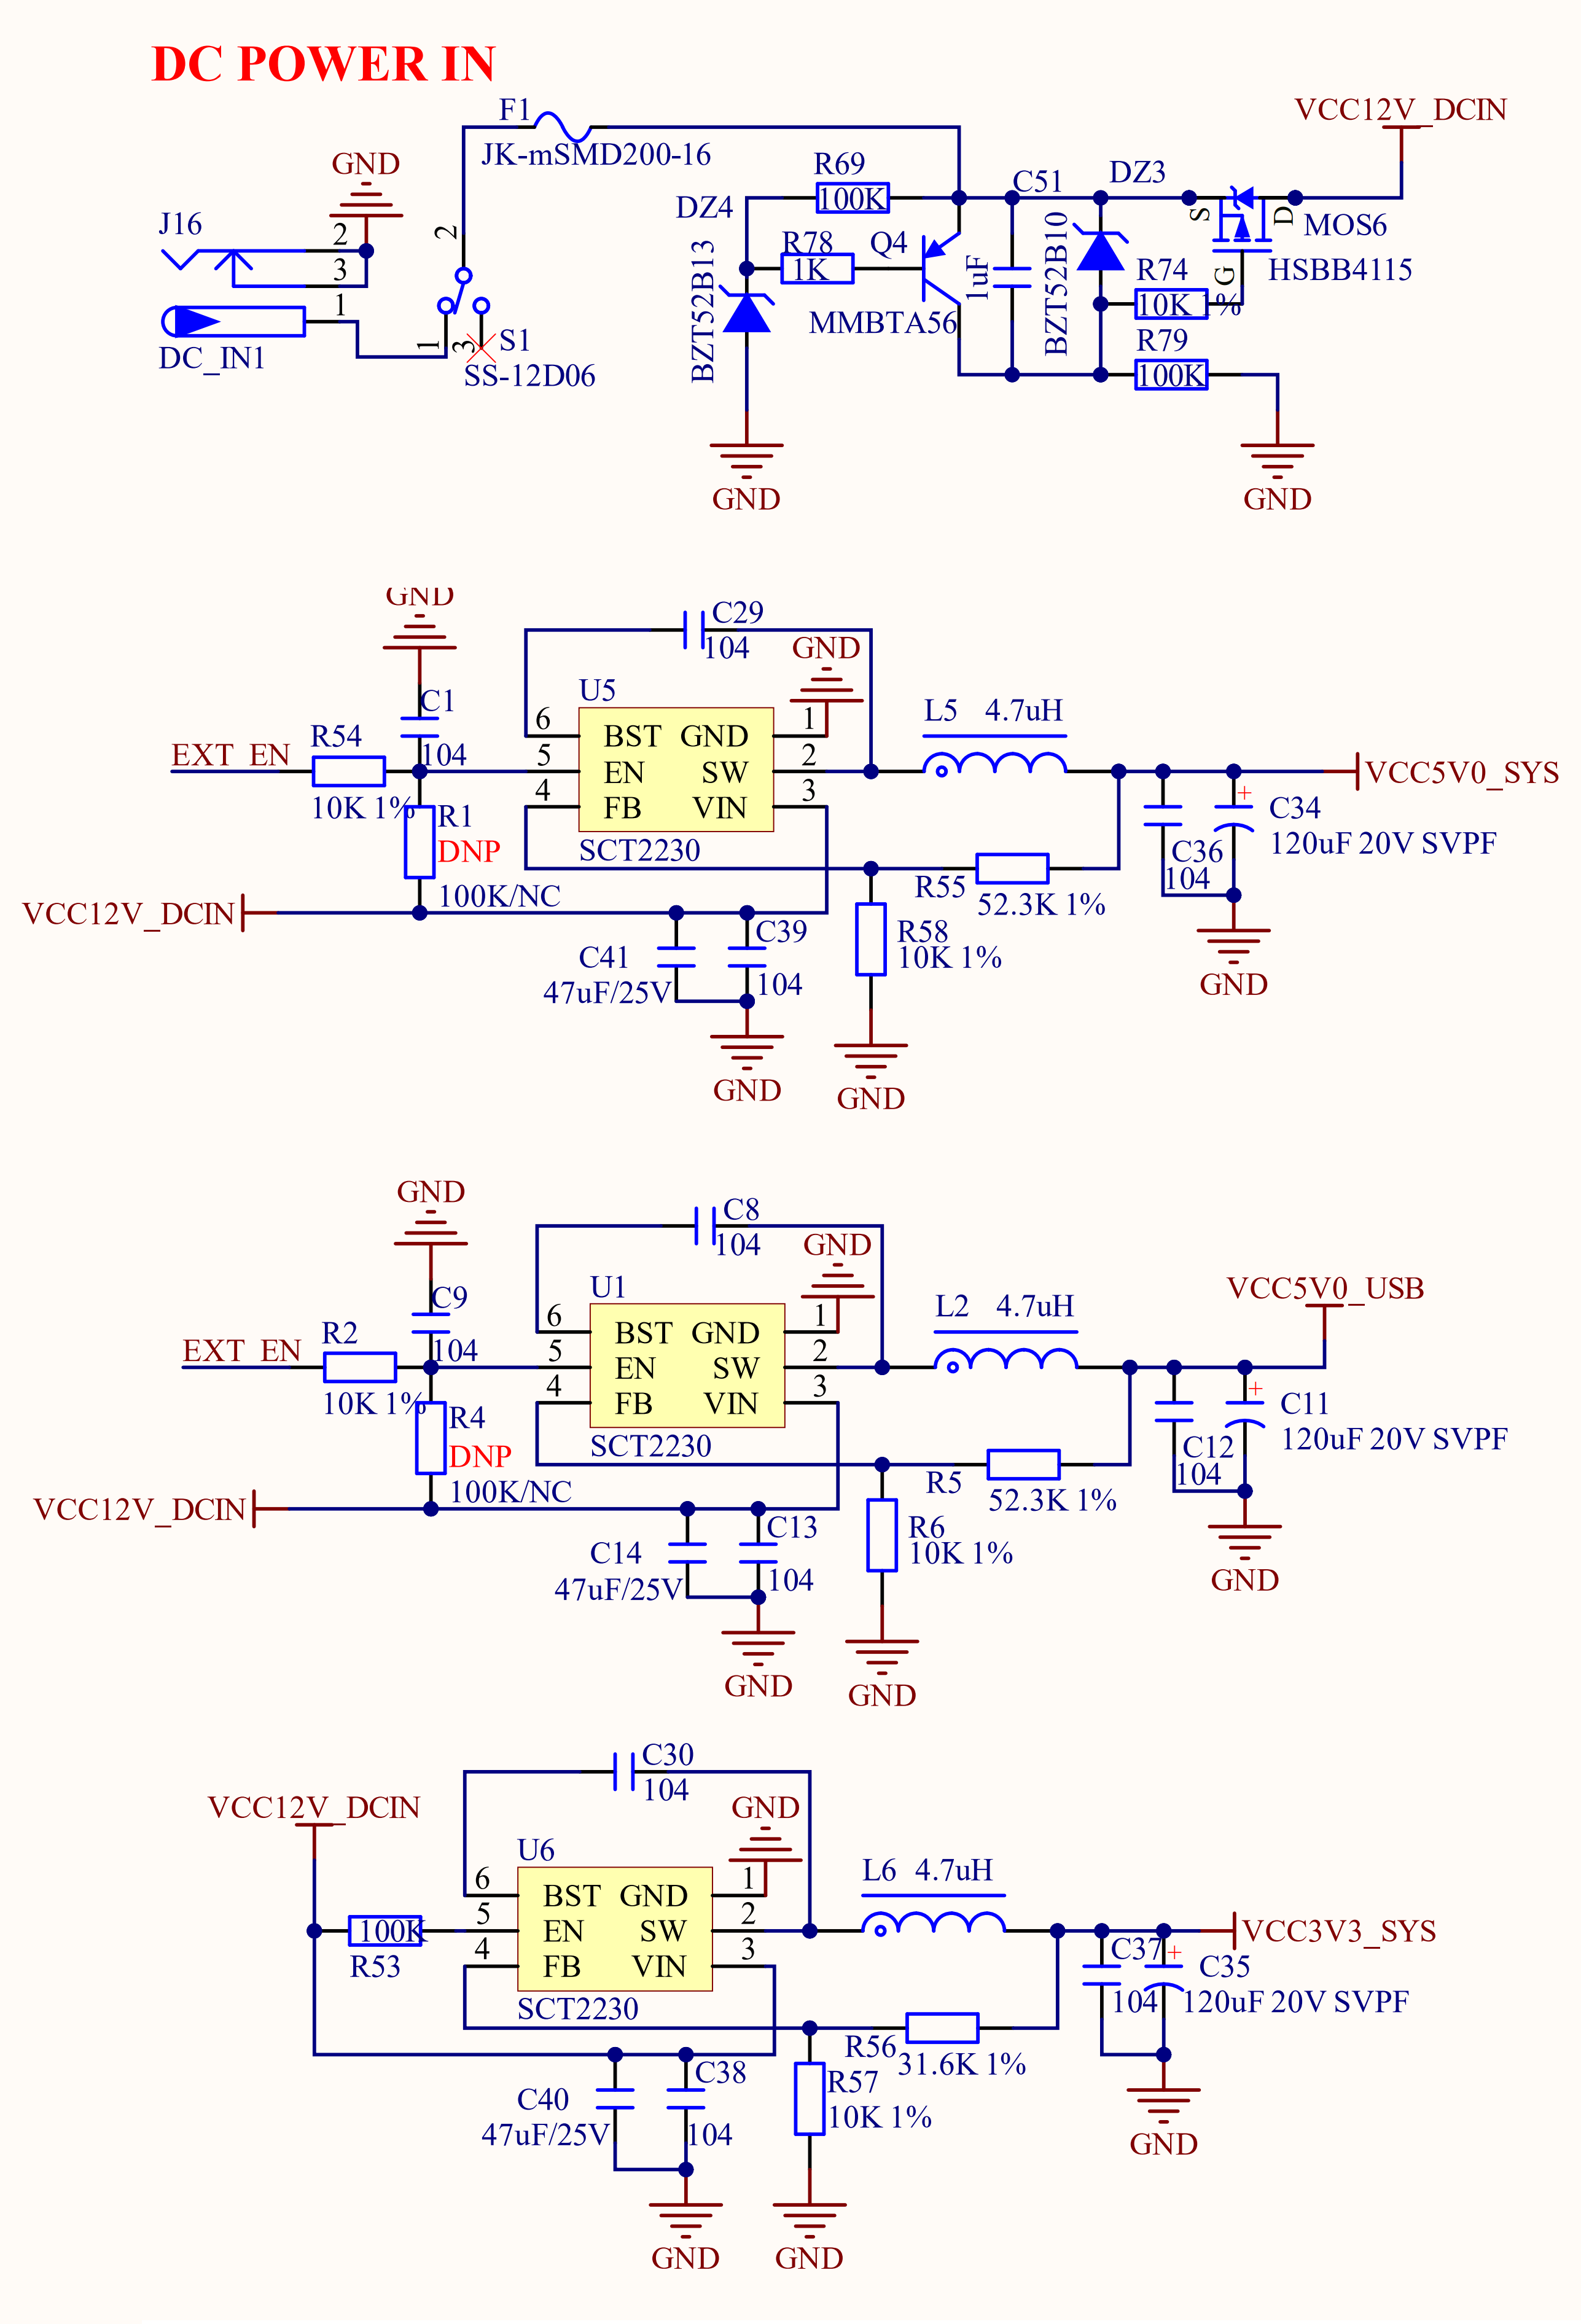 DC POWER IN
F1
JK-mSMD200-16
VCC12V_DCIN
GND
J16
2
3
1
DC_IN1
2
1
3
S1
SS-12D06
R69
100K
DZ4
BZT52B13
R78
1K
Q4
MMBTA56
C51
1uF
DZ3
BZT52B10
R74
10K 1%
R79
100K
S
D
G
MOS6
HSBB4115
GND
GND
GND
C1
104
R54
EXT_EN
10K 1%
R1
DNP
100K/NC
VCC12V_DCIN
C29
104
GND
U5
6
5
4
BST
EN
FB
GND
SW
VIN
1
2
3
SCT2230
L5 4.7uH
VCC5V0_SYS
C34
120uF 20V SVPF
+
C36
104
R55
52.3K 1%
R58
10K 1%
C41
47uF/25V
C39
104
GND
GND
GND
GND
C9
104
R2
EXT_EN
10K 1%
R4
DNP
100K/NC
VCC12V_DCIN
C8
104
GND
U1
6
5
4
BST
EN
FB
GND
SW
VIN
1
2
3
SCT2230
L2 4.7uH
VCC5V0_USB
C11
120uF 20V SVPF
+
C12
104
R5
52.3K 1%
R6
10K 1%
C14
47uF/25V
C13
104
GND
GND
GND
VCC12V_DCIN
C30
104
GND
U6
6
5
4
BST
EN
FB
GND
SW
VIN
1
2
3
SCT2230
100K
R53
L6 4.7uH
VCC3V3_SYS
C37
104
+
C35
120uF 20V SVPF
R56
31.6K 1%
R57
10K 1%
C40
47uF/25V
C38
104
GND
GND
GND